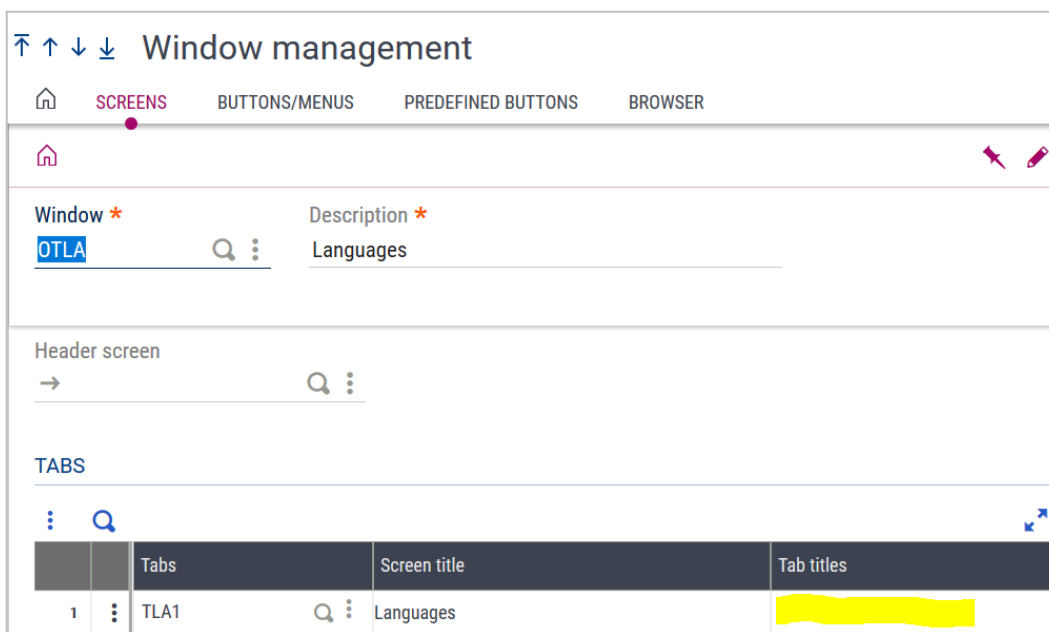 Window management
SCREENS BUTTONS/MENUS PREDEFINED BUTTONS BROWSER
Window * Description *
OTLA Languages
Header screen
TABS
Tabs Screen title Tab titles
1 TLA1 Languages